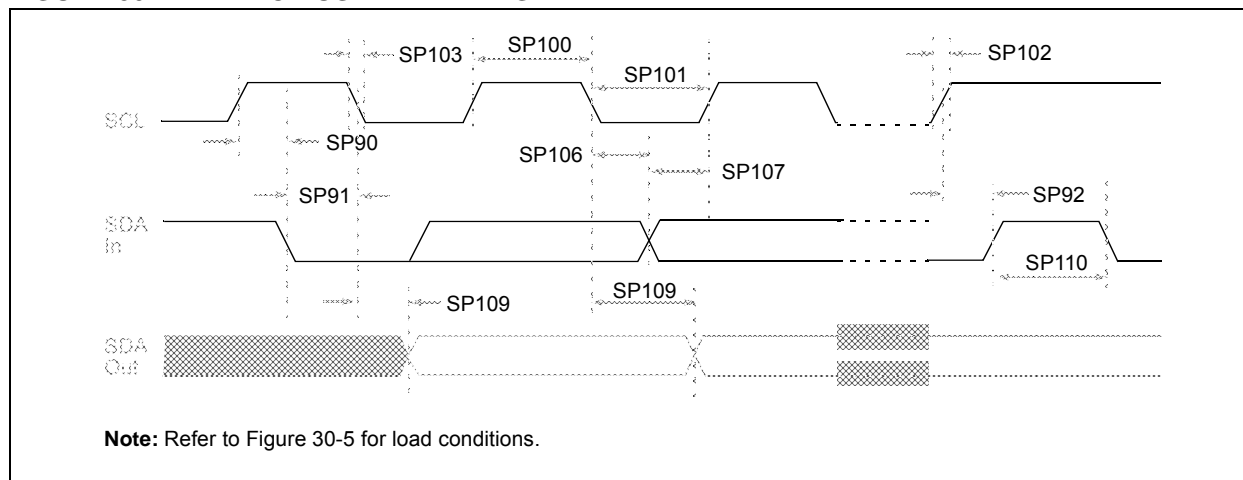 SP103
SP100
SP101
SP102
SCL
SP90
SP106
SP107
SP91
SP92
SDA
In
SP110
SP109
SP109
SDA
Out
Note: Refer to Figure 30-5 for load conditions.